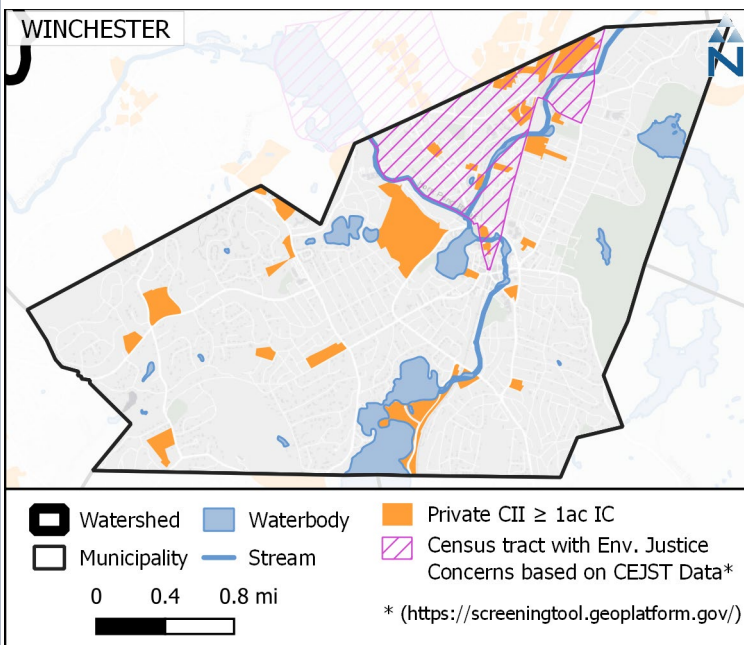 WINCHESTER
N
Watershed
Waterbody
Private CII ≥ 1ac IC
Municipality
Stream
Census tract with Env. Justice
Concerns based on CEJST Data*
0 0.4 0.8 mi
* (https://screeningtool.geoplatform.gov/)